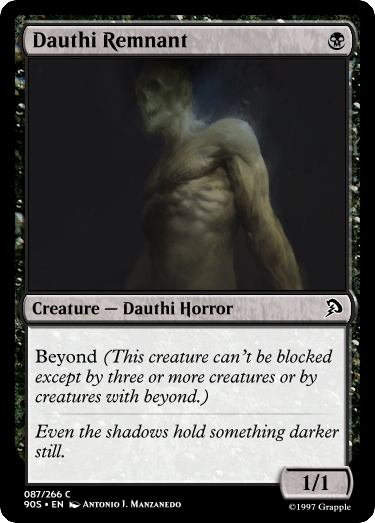 Dauthi Remnant
Creature — Dauthi Horror
Beyond (This creature can't be blocked
except by three or more creatures or by
creatures with beyond.)
Even the shadows hold something darker
still.
1/1
087/266 C
90S • EN Antonio J. Manzanedo
©1997 Grapple